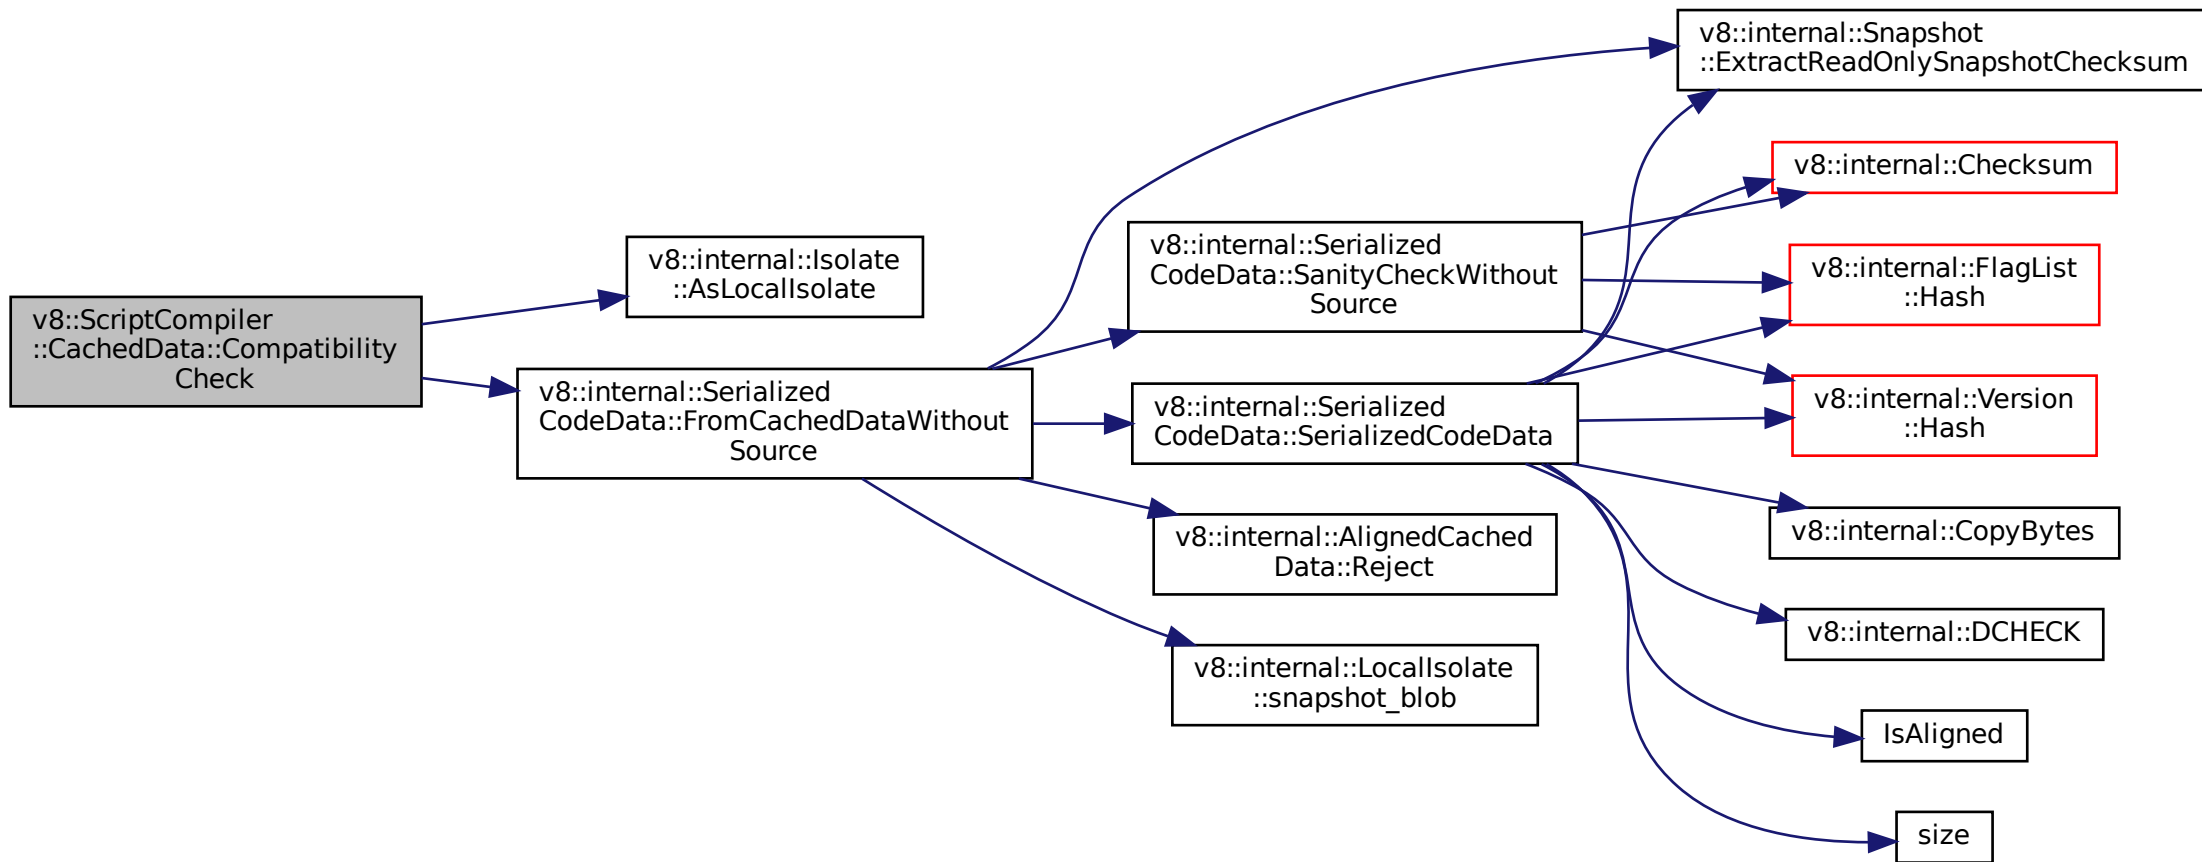 v8::ScriptCompiler
::CachedData::Compatibility
Check
v8::internal::Isolate
::AsLocalIsolate
v8::internal::Serialized
CodeData::FromCachedDataWithout
Source
v8::internal::Serialized
CodeData::SanityCheckWithout
Source
v8::internal::Serialized
CodeData::SerializedCodeData
v8::internal::AlignedCached
Data::Reject
v8::internal::LocalIsolate
::snapshot_blob
v8::internal::Snapshot
::ExtractReadOnlySnapshotChecksum
v8::internal::Checksum
v8::internal::FlagList
::Hash
v8::internal::Version
::Hash
v8::internal::CopyBytes
v8::internal::DCHECK
IsAligned
size